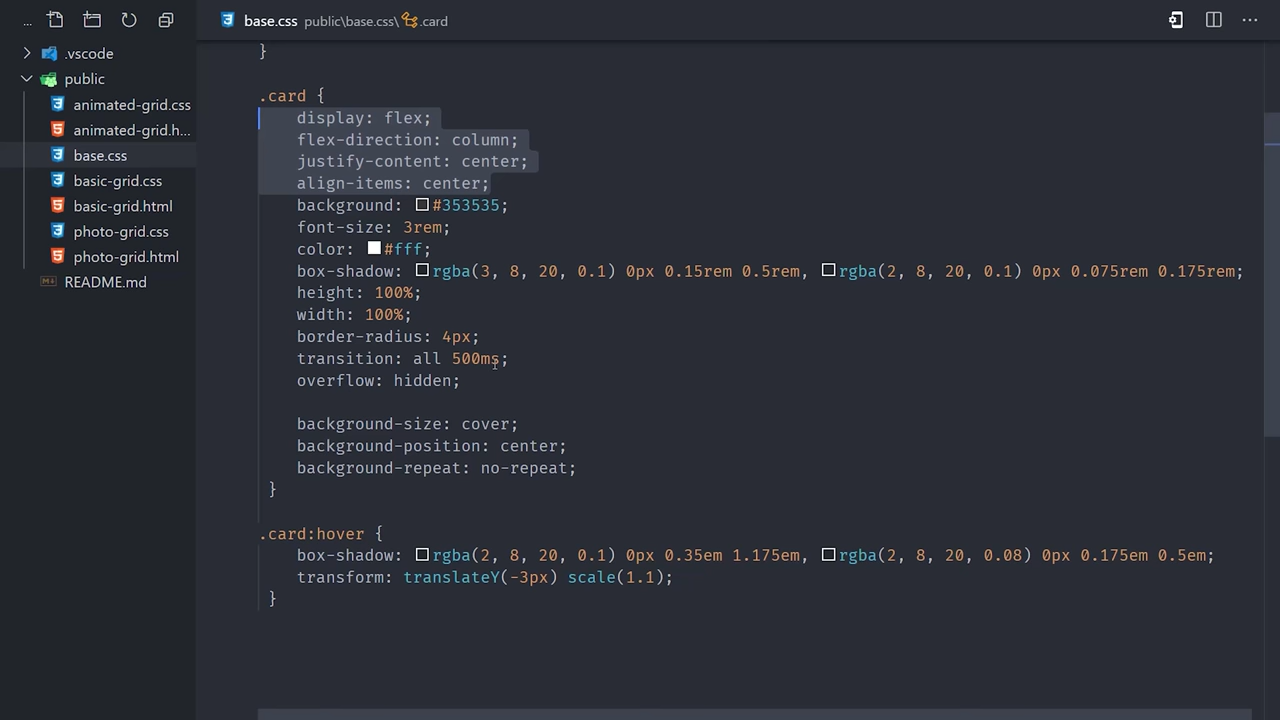 ... base.css public\base.css\ .card ...
.vscode
public
animated-grid.css
animated-grid.h...
base.css
basic-grid.css
basic-grid.html
photo-grid.css
photo-grid.html
README.md
}
.card {
display: flex;
flex-direction: column;
justify-content: center;
align-items: center;
background: #353535;
font-size: 3rem;
color: #fff;
box-shadow: rgba(3, 8, 20, 0.1) 0px 0.15rem 0.5rem, rgba(2, 8, 20, 0.1) 0px 0.075rem 0.175rem;
height: 100%;
width: 100%;
border-radius: 4px;
transition: all 500ms;
overflow: hidden;
background-size: cover;
background-position: center;
background-repeat: no-repeat;
}
.card:hover {
box-shadow: rgba(2, 8, 20, 0.1) 0px 0.35em 1.175em, rgba(2, 8, 20, 0.08) 0px 0.175em 0.5em;
transform: translateY(-3px) scale(1.1);
}